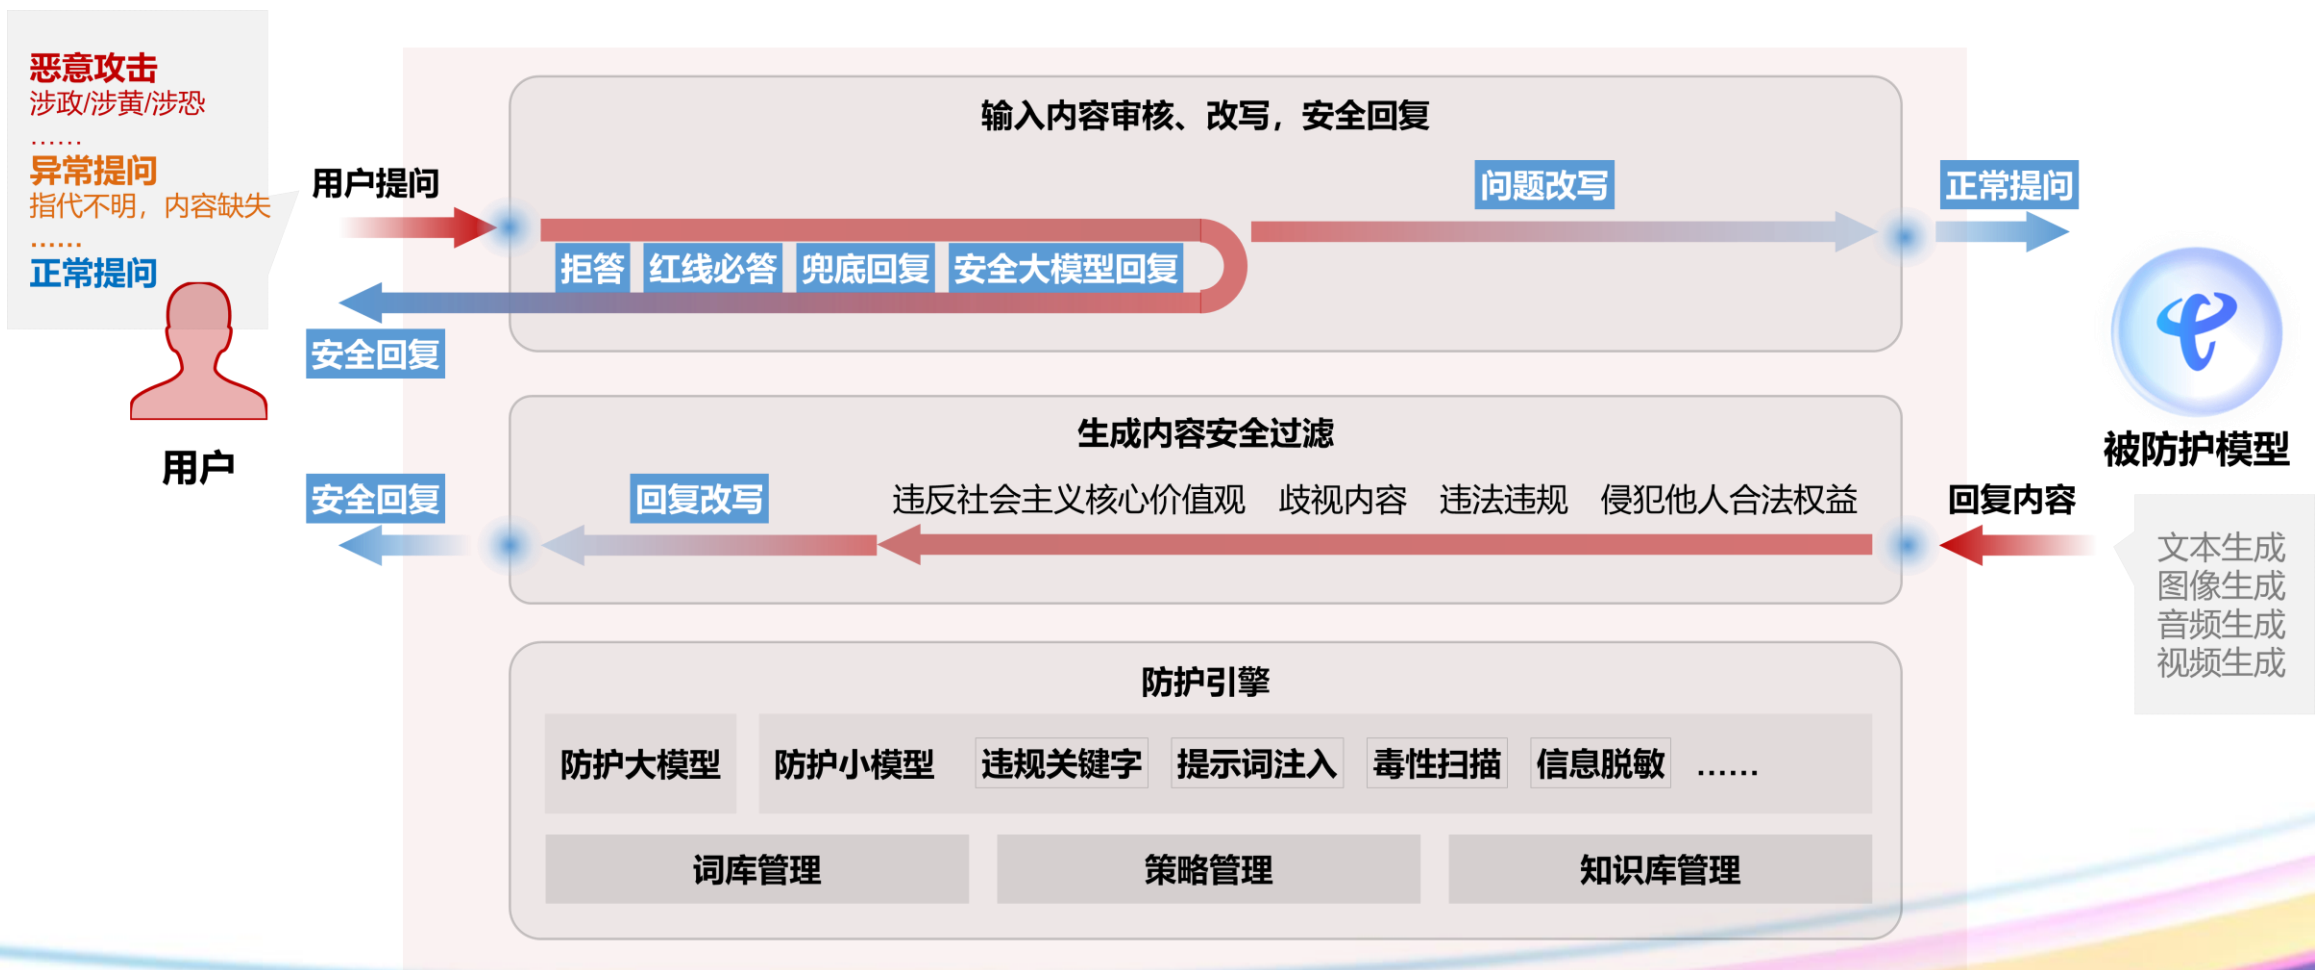 恶意攻击
涉政/涉黄/涉恐
……
异常提问
指代不明，内容缺失
……
正常提问
用户
用户提问
安全回复
输入内容审核、改写，安全回复
拒答 红线必答 兜底回复 安全大模型回复
问题改写
正常提问
被防护模型
生成内容安全过滤
安全回复
回复改写
违反社会主义核心价值观 歧视内容 违法违规 侵犯他人合法权益
回复内容
文本生成
图像生成
音频生成
视频生成
防护引擎
防护大模型
防护小模型 违规关键字 提示词注入 毒性扫描 信息脱敏 ……
词库管理 策略管理 知识库管理